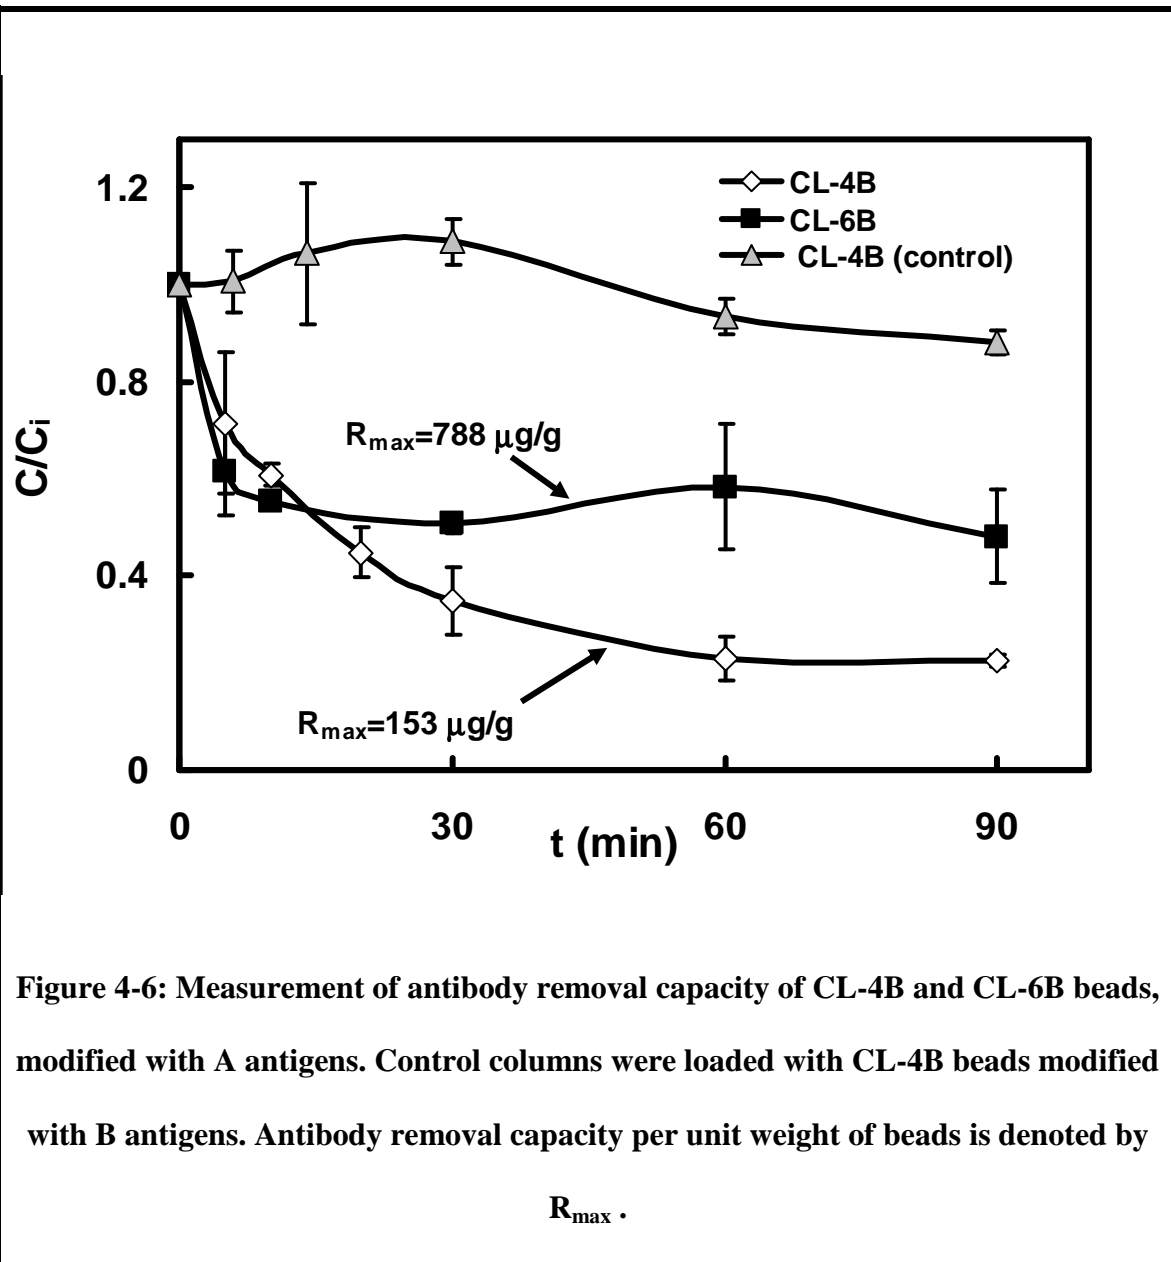 1.2
0.8
0.4
0
C/Ci
CL-4B
CL-6B
CL-4B (control)
Rmax=788 μg/g
Rmax=153 μg/g
0 30 60 90
t (min)
Figure 4-6: Measurement of antibody removal capacity of CL-4B and CL-6B beads,
modified with A antigens. Control columns were loaded with CL-4B beads modified
with B antigens. Antibody removal capacity per unit weight of beads is denoted by
Rmax .